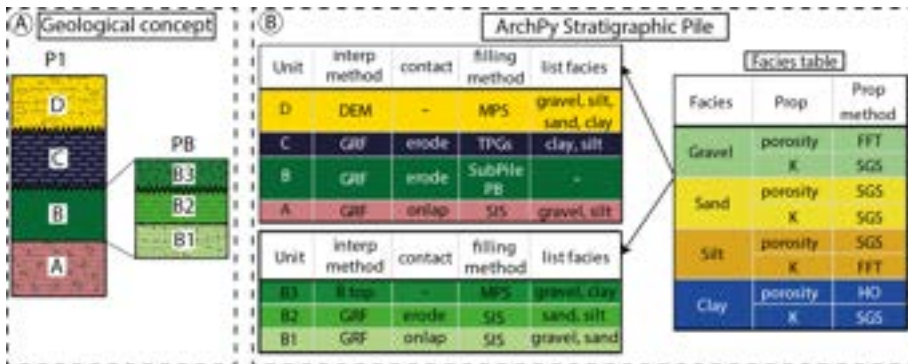 A Geological concept
P1
D
C
B
A
PB
B3
B2
B1
B ArchPy Stratigraphic Pile
Unit interp method contact filling method list facies
D DEM - MPS gravel, silt, sand, clay
C GRF erode TPGs clay, silt
B GRF erode SubPile PB -
A GRF onlap SIS gravel, silt
Unit interp method contact filling method list facies
B3 B top - MPS gravel, clay
B2 GRF erode SIS sand, silt
B1 GRF onlap SIS gravel, sand
Facies table
Facies Prop Prop method
Gravel porosity FFT
K SGS
Sand porosity SGS
K SGS
Silt porosity SGS
K FFT
Clay porosity HO
K SGS